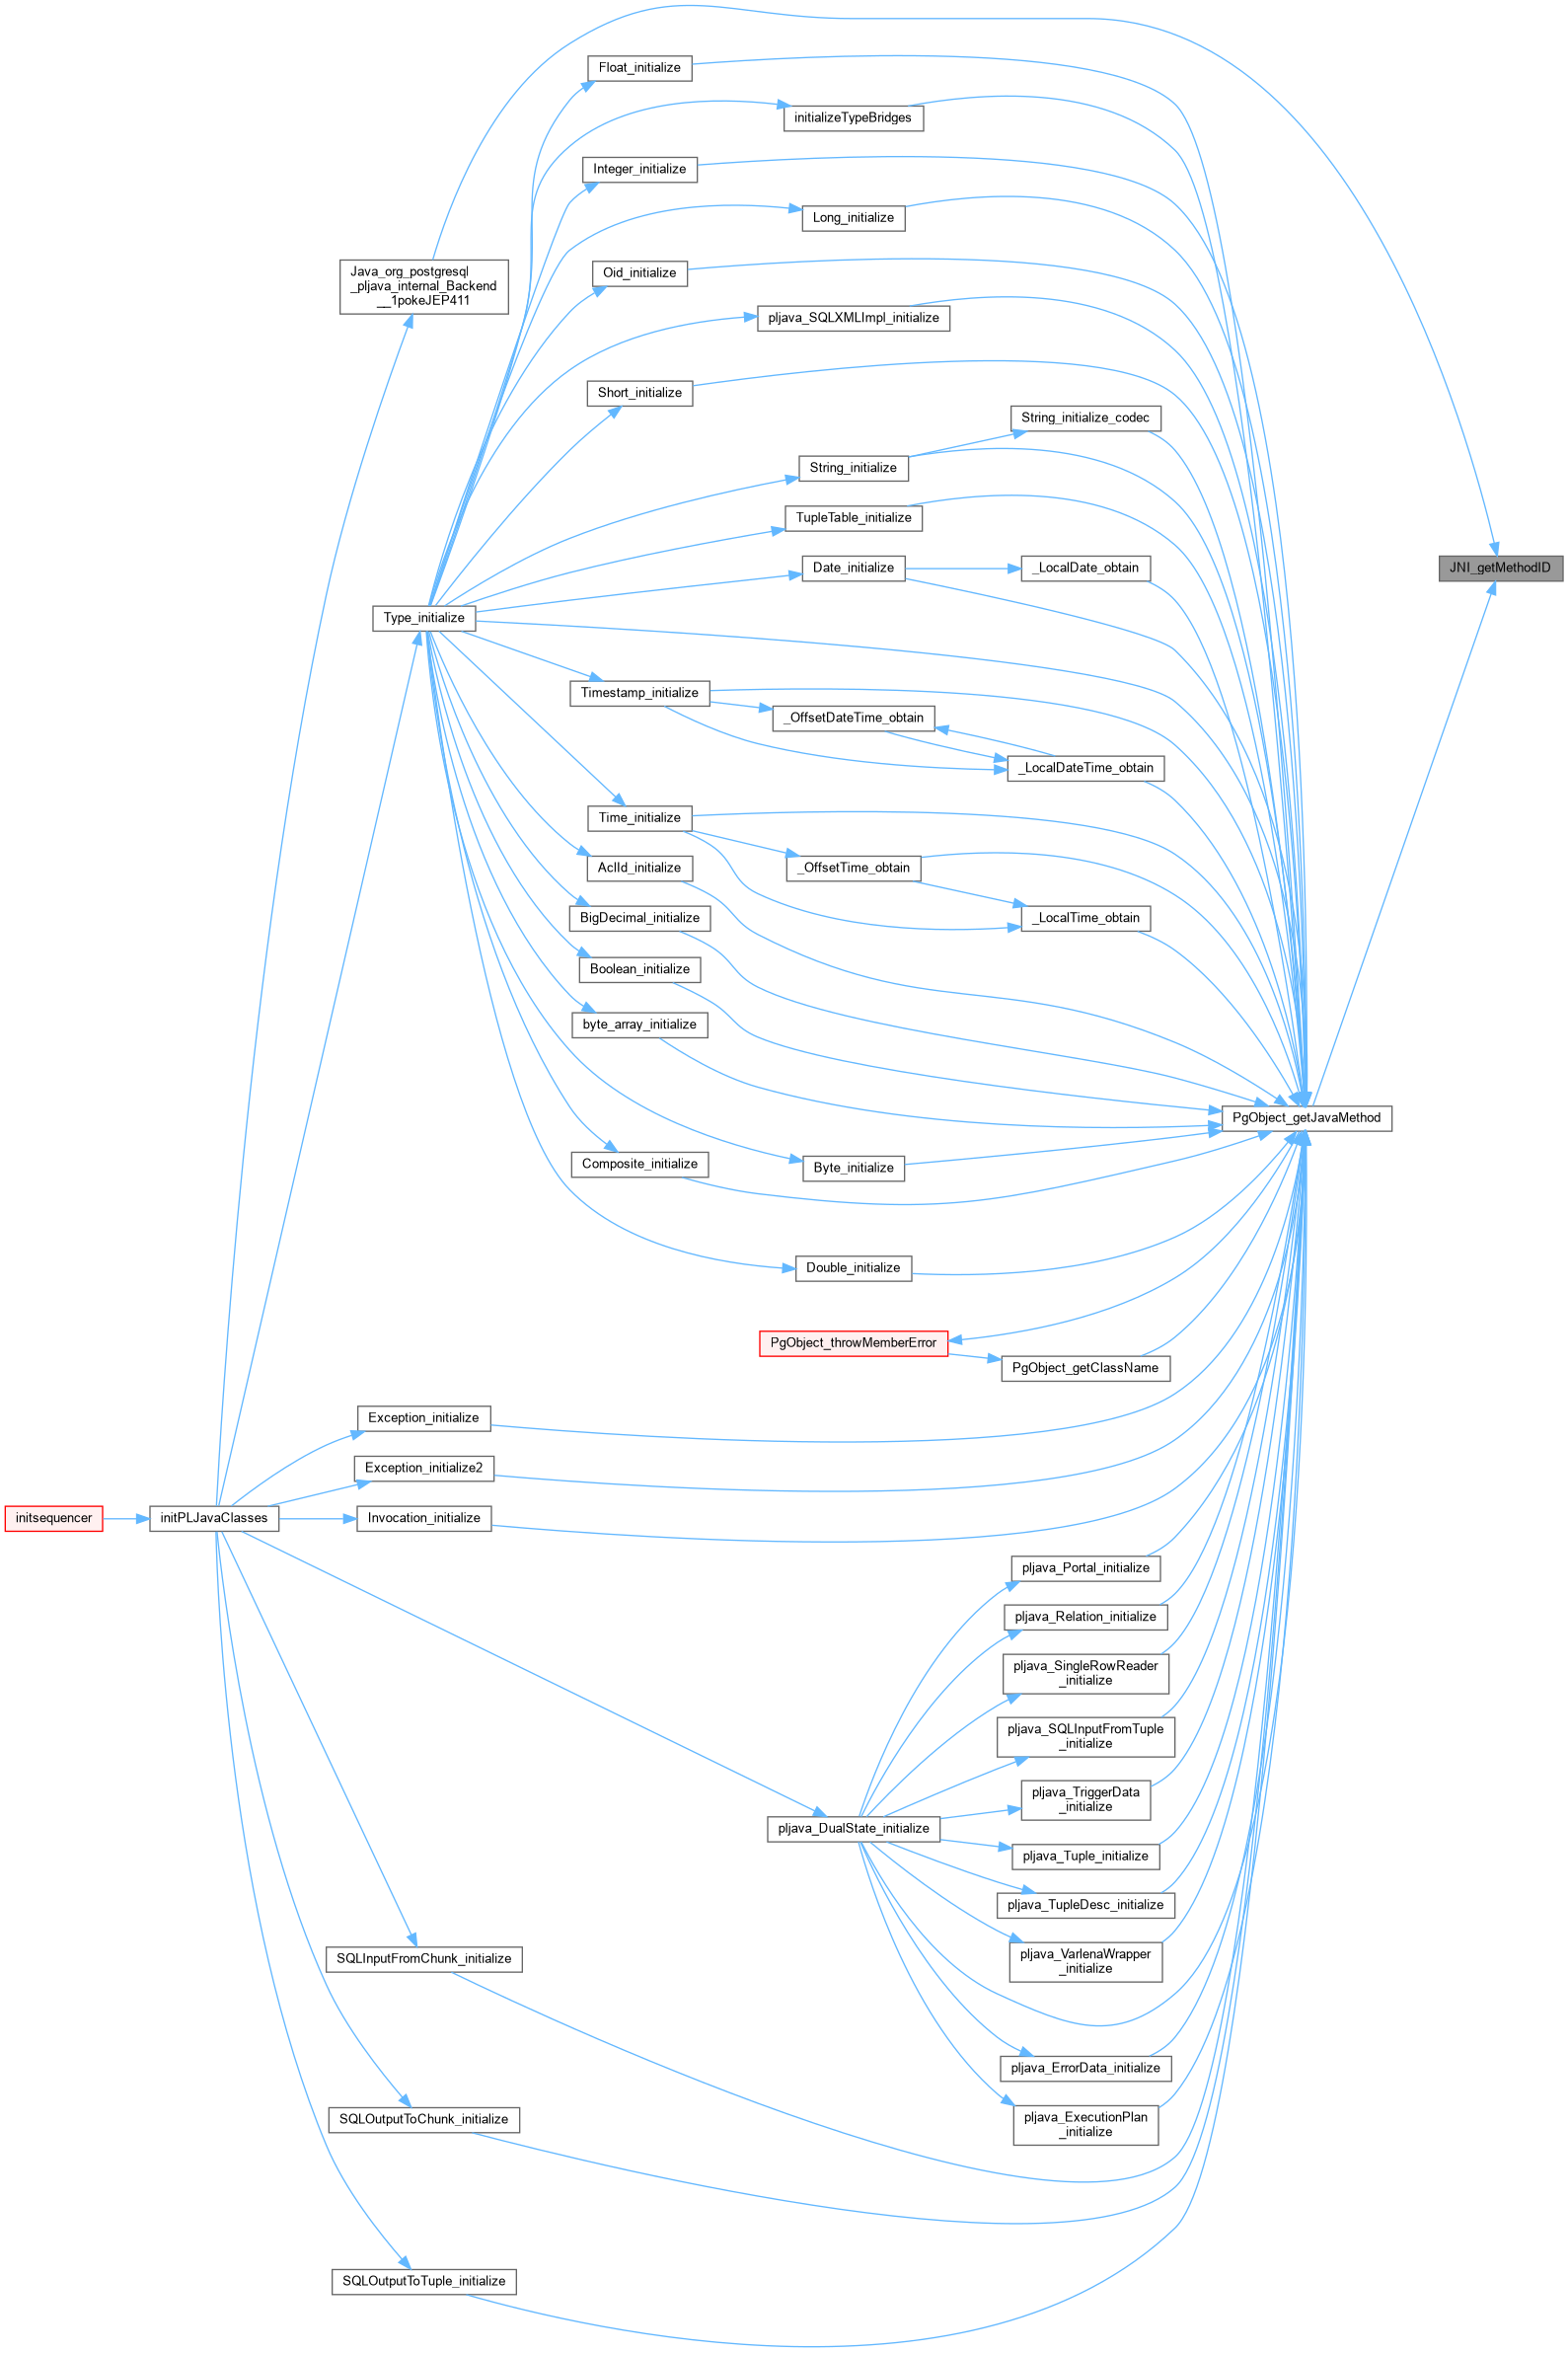 Float_initialize
initializeTypeBridges
Integer_initialize
Long_initialize
Oid_initialize
Java_org_postgresql
_pljava_internal_Backend
__1pokeJEP411
pljava_SQLXMLImpl_initialize
Short_initialize
String_initialize_codec
String_initialize
TupleTable_initialize
Date_initialize
_LocalDate_obtain
JNI_getMethodID
Type_initialize
Timestamp_initialize
_OffsetDateTime_obtain
_LocalDateTime_obtain
Time_initialize
AclId_initialize
_OffsetTime_obtain
BigDecimal_initialize
_LocalTime_obtain
Boolean_initialize
byte_array_initialize
PgObject_getJavaMethod
Composite_initialize
Byte_initialize
Double_initialize
PgObject_throwMemberError
PgObject_getClassName
Exception_initialize
Exception_initialize2
initsequencer
initPLJavaClasses
Invocation_initialize
pljava_Portal_initialize
pljava_Relation_initialize
pljava_SingleRowReader
_initialize
pljava_SQLInputFromTuple
_initialize
pljava_TriggerData
_initialize
pljava_DualState_initialize
pljava_Tuple_initialize
pljava_TupleDesc_initialize
pljava_VarlenaWrapper
_initialize
SQLInputFromChunk_initialize
pljava_ErrorData_initialize
pljava_ExecutionPlan
_initialize
SQLOutputToChunk_initialize
SQLOutputToTuple_initialize